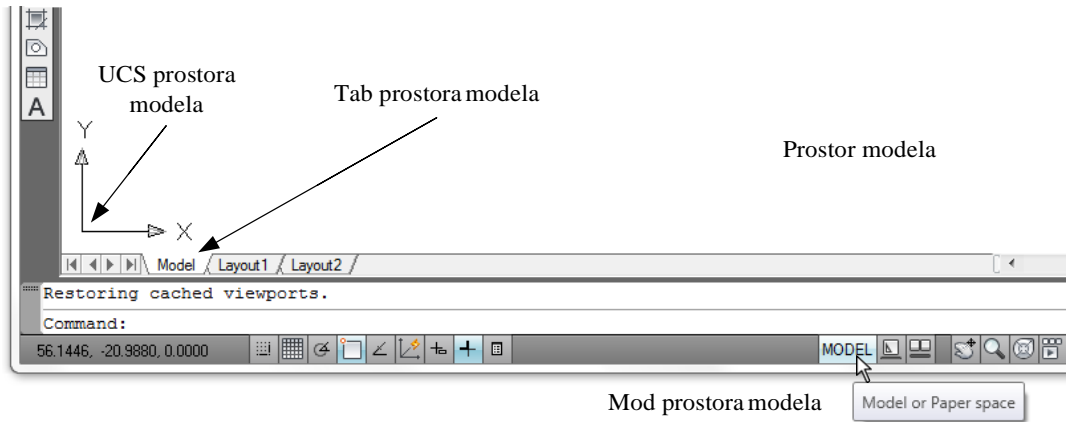 UCS prostora
modela
Tab prostora modela
Prostor modela
A
Y
X
Model
Layout1
Layout2
Restoring cached viewports.
Command:
56.1446, -20.9880, 0.0000
MODEL
Mod prostora modela
Model or Paper space